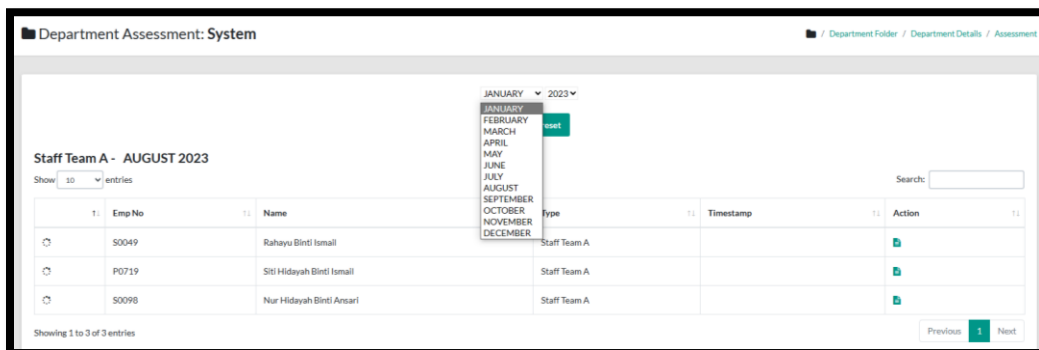 Department Assessment: System
/ Department Folder / Department Details / Assessment
JANUARY 2023
JANUARY
FEBRUARY
MARCH
APRIL
MAY
JUNE
JULY
AUGUST
SEPTEMBER
OCTOBER
NOVEMBER
DECEMBER
eset
Staff Team A - AUGUST 2023
Show 10 entries
Search:
Emp No Name Type Timestamp Action
S0049 Rahayu Binti Ismail Staff Team A
P0719 Siti Hidayah Binti Ismail Staff Team A
S0098 Nur Hidayah Binti Ansari Staff Team A
Showing 1 to 3 of 3 entries
Previous 1 Next